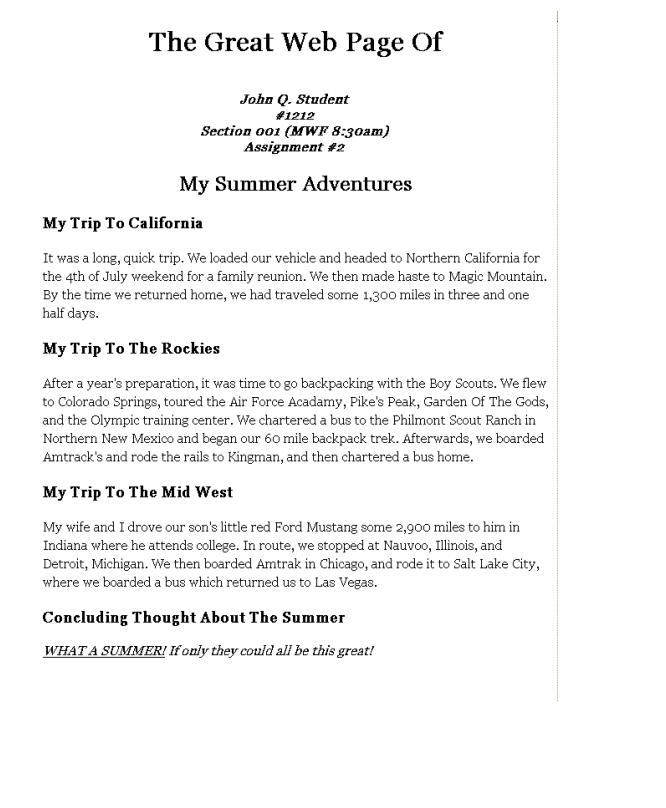 The Great Web Page Of
John Q. Student
#1212
Section 001 (MWF 8:30am)
Assignment #2
My Summer Adventures
My Trip To California
It was a long, quick trip. We loaded our vehicle and headed to Northern California for
the 4th of July weekend for a family reunion. We then made haste to Magic Mountain.
By the time we returned home, we had traveled some 1,300 miles in three and one
half days.
My Trip To The Rockies
After a year's preparation, it was time to go backpacking with the Boy Scouts. We flew
to Colorado Springs, toured the Air Force Acadamy, Pike's Peak, Garden Of The Gods,
and the Olympic training center. We chartered a bus to the Philmont Scout Ranch in
Northern New Mexico and began our 60 mile backpack trek. Afterwards, we boarded
Amtrack's and rode the rails to Kingman, and then chartered a bus home.
My Trip To The Mid West
My wife and I drove our son's little red Ford Mustang some 2,900 miles to him in
Indiana where he attends college. In route, we stopped at Nauvoo, Illinois, and
Detroit, Michigan. We then boarded Amtrak in Chicago, and rode it to Salt Lake City,
where we boarded a bus which returned us to Las Vegas.
Concluding Thought About The Summer
WHAT A SUMMER! If only they could all be this great!